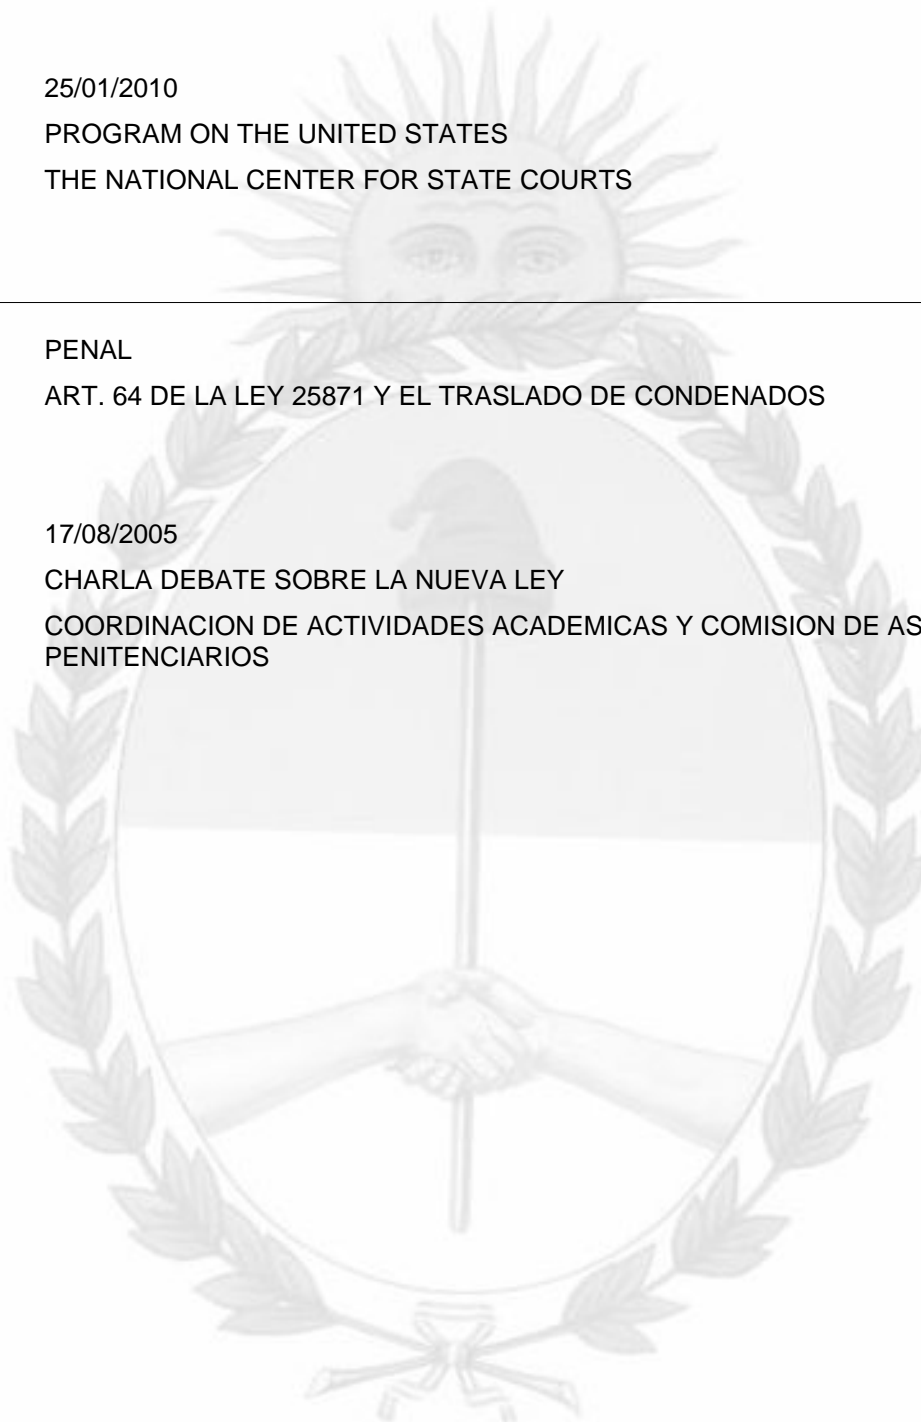 25/01/2010
PROGRAM ON THE UNITED STATES
THE NATIONAL CENTER FOR STATE COURTS
PENAL
ART. 64 DE LA LEY 25871 Y EL TRASLADO DE CONDENADOS
17/08/2005
CHARLA DEBATE SOBRE LA NUEVA LEY
COORDINACION DE ACTIVIDADES ACADEMICAS Y COMISION DE AS
PENITENCIARIOS